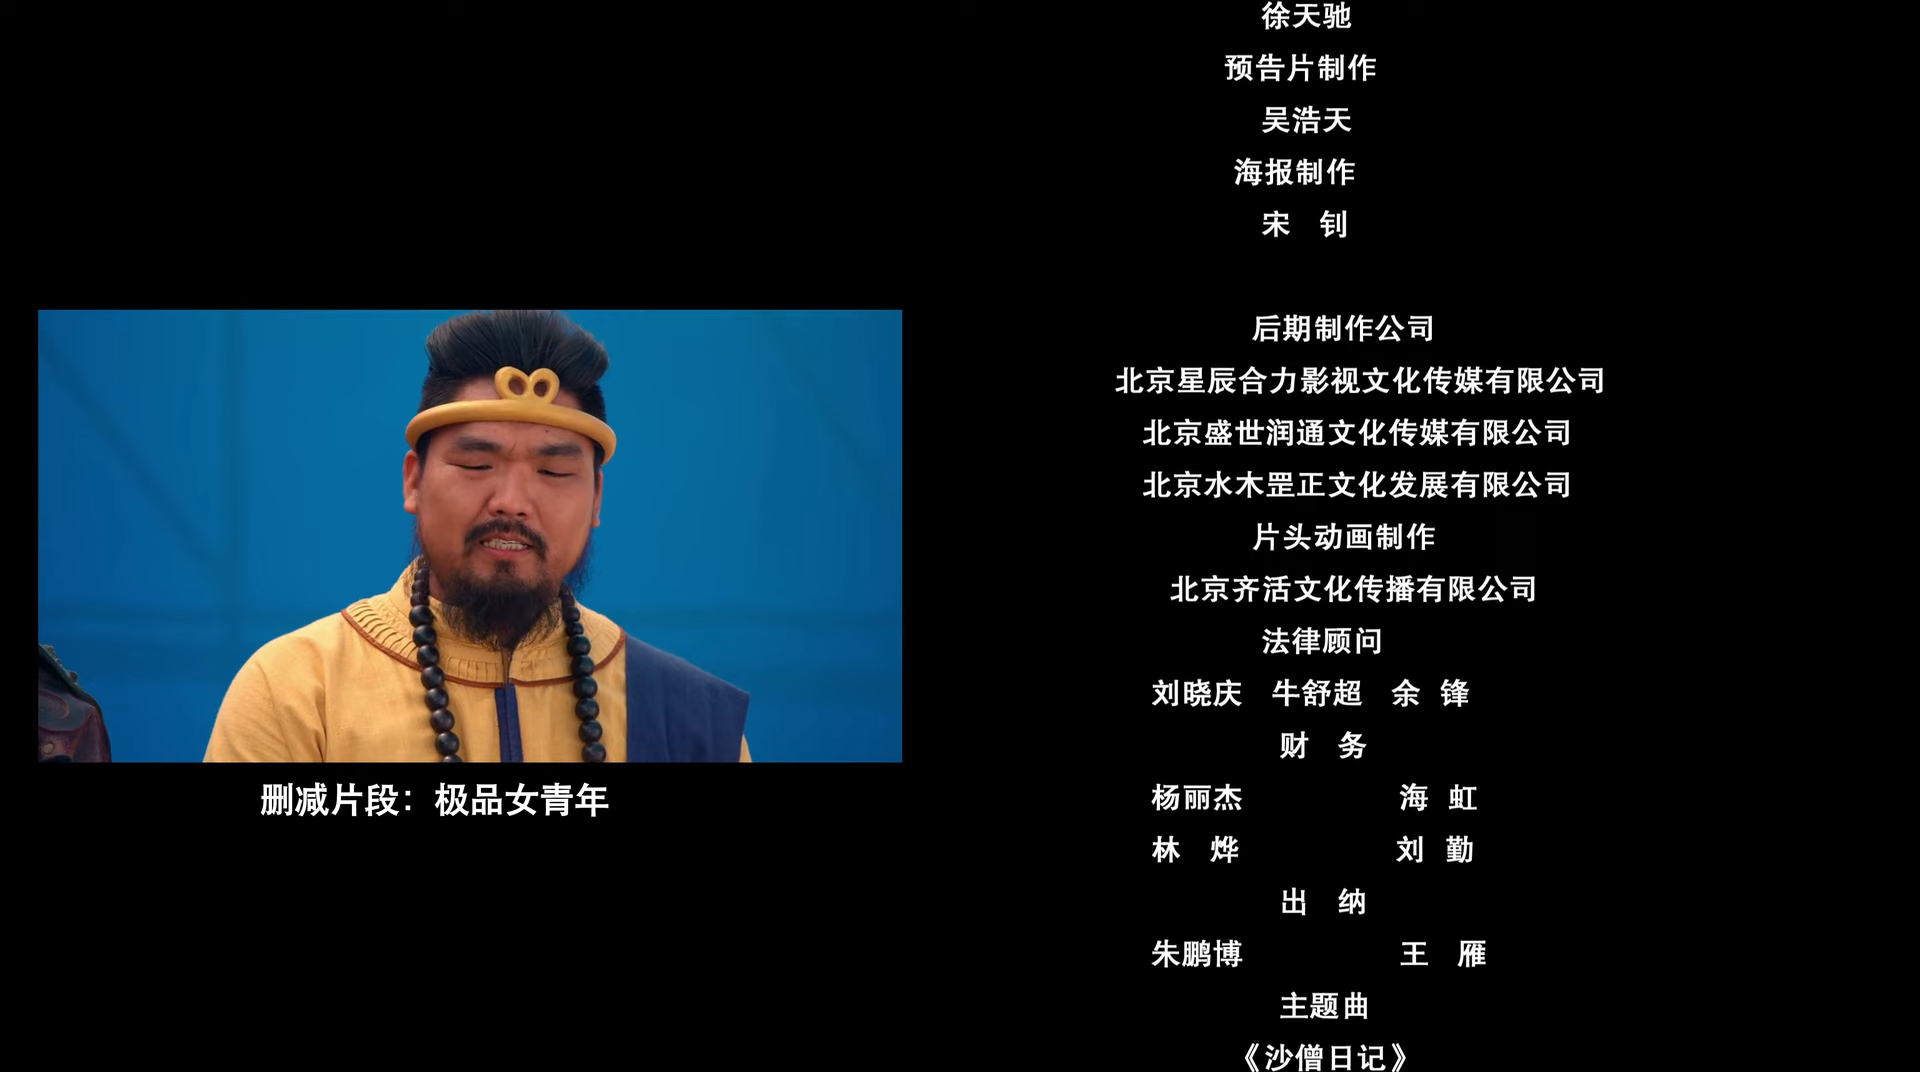 徐天驰
预告片制作
吴浩天
海报制作
宋 钊
后期制作公司
北京星辰合力影视文化传媒有限公司
北京盛世润通文化传媒有限公司
北京水木罡正文化发展有限公司
片头动画制作
北京齐活文化传播有限公司
法律顾问
刘晓庆 牛舒超 余 锋
财 务
杨丽杰 海 虹
林 烨 刘 勤
出 纳
朱鹏博 王 雁
主题曲
《沙僧日记》
删减片段：极品女青年